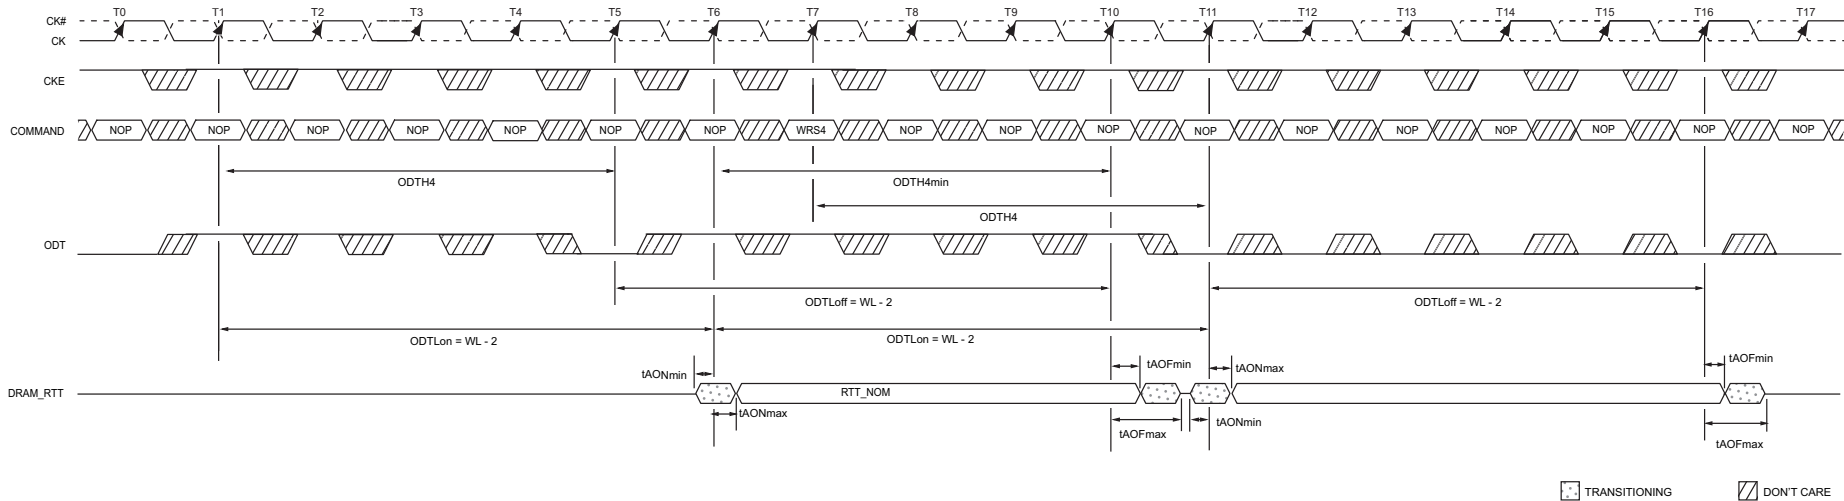 CK# T0 T1 T2 T3 T4 T5 T6 T7 T8 T9 T10 T11 T12 T13 T14 T15 T16 T17
CK
CKE
COMMAND NOP NOP NOP NOP NOP NOP NOP WRS4 NOP NOP NOP NOP NOP NOP NOP NOP NOP NOP
ODTH4 ODTH4min
ODTH4
ODT
ODTLoff = WL - 2 ODTLoff = WL - 2
ODTLon = WL - 2 ODTLon = WL - 2
tAONmin tAOFmin tAONmax tAOFmin
DRAM_RTT RTT_NOM
tAONmax tAOFmax tAONmin tAOFmax
TRANSITIONING DON'T CARE